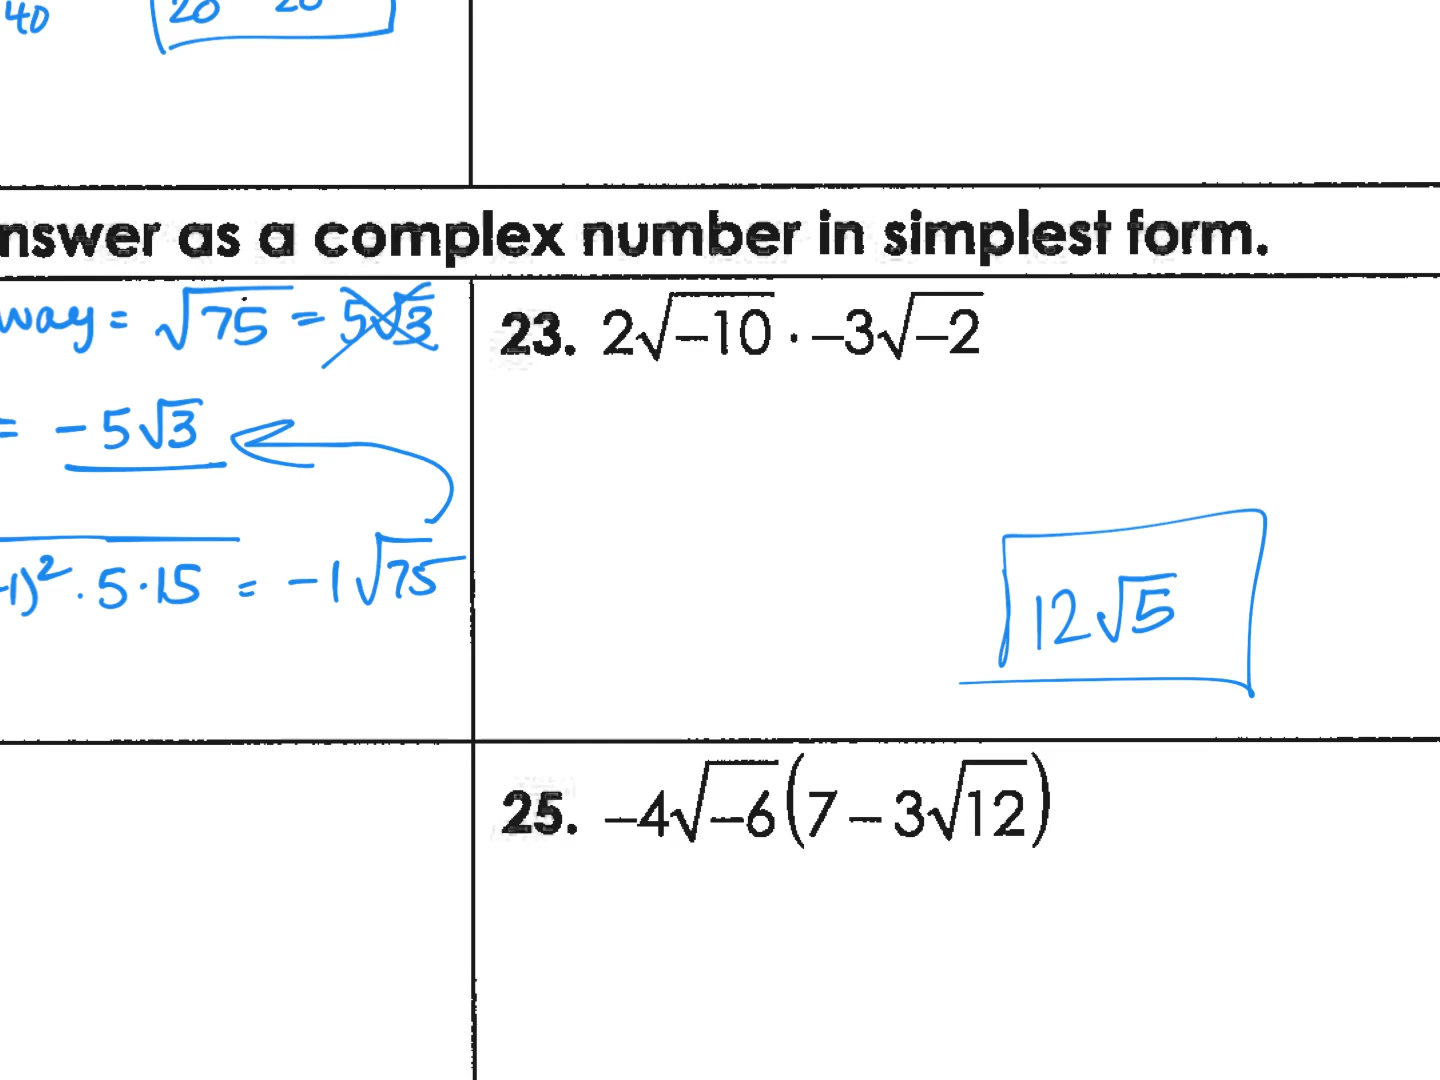 40 20 20
nswer as a complex number in simplest form.
way = √75 = 5√3
= -5√3
-1)² · 5 · 15 = -1√75
23. 2√-10 · -3√-2
12√5
25. -4√-6(7 - 3√12)